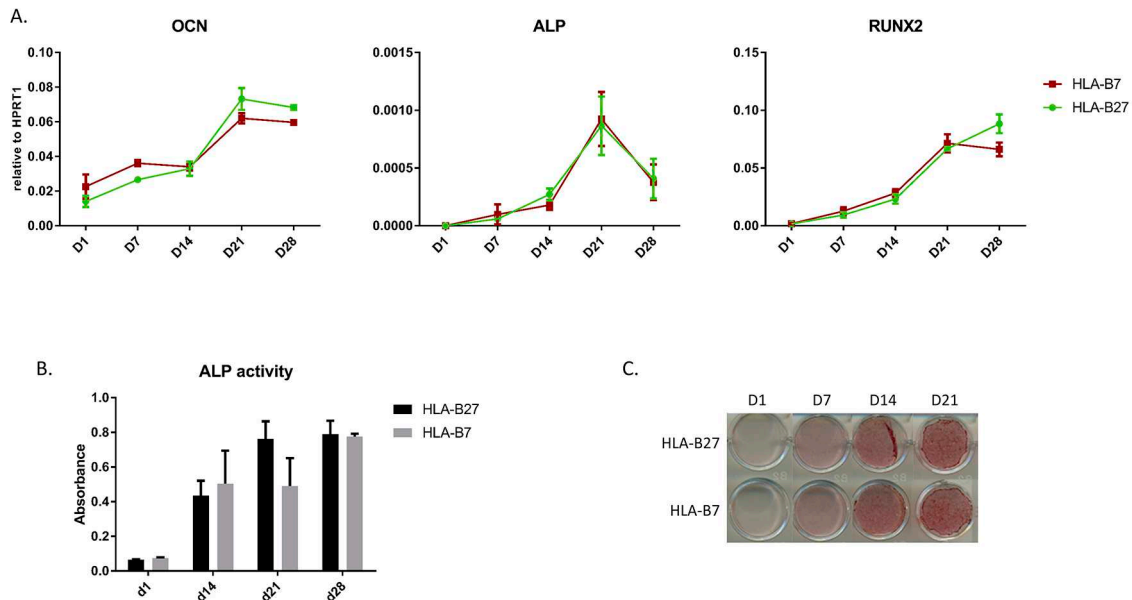 A.
OCN
ALP
RUNX2
relative to HPRT1
0.10
0.08
0.06
0.04
0.02
0.00
D1
D7
D14
D21
D28
0.0015
0.0010
0.0005
0.0000
D1
D7
D14
D21
D28
0.15
0.10
0.05
0.00
D1
D7
D14
D21
D28
HLA-B7
HLA-B27
B.
ALP activity
Absorbance
1.0
0.8
0.6
0.4
0.2
0.0
d1
d14
d21
d28
HLA-B27
HLA-B7
C.
D1 D7 D14 D21
HLA-B27
HLA-B7